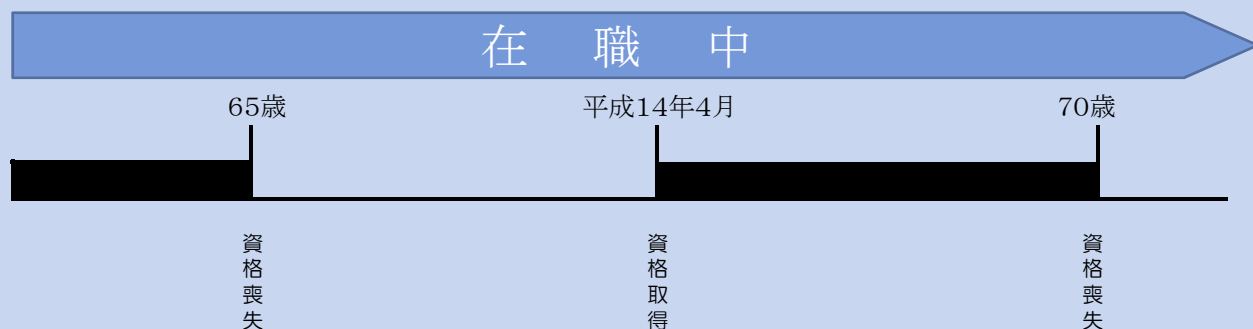 在職中
65歳
平成14年4月
70歳
資格喪失
資格取得
資格喪失